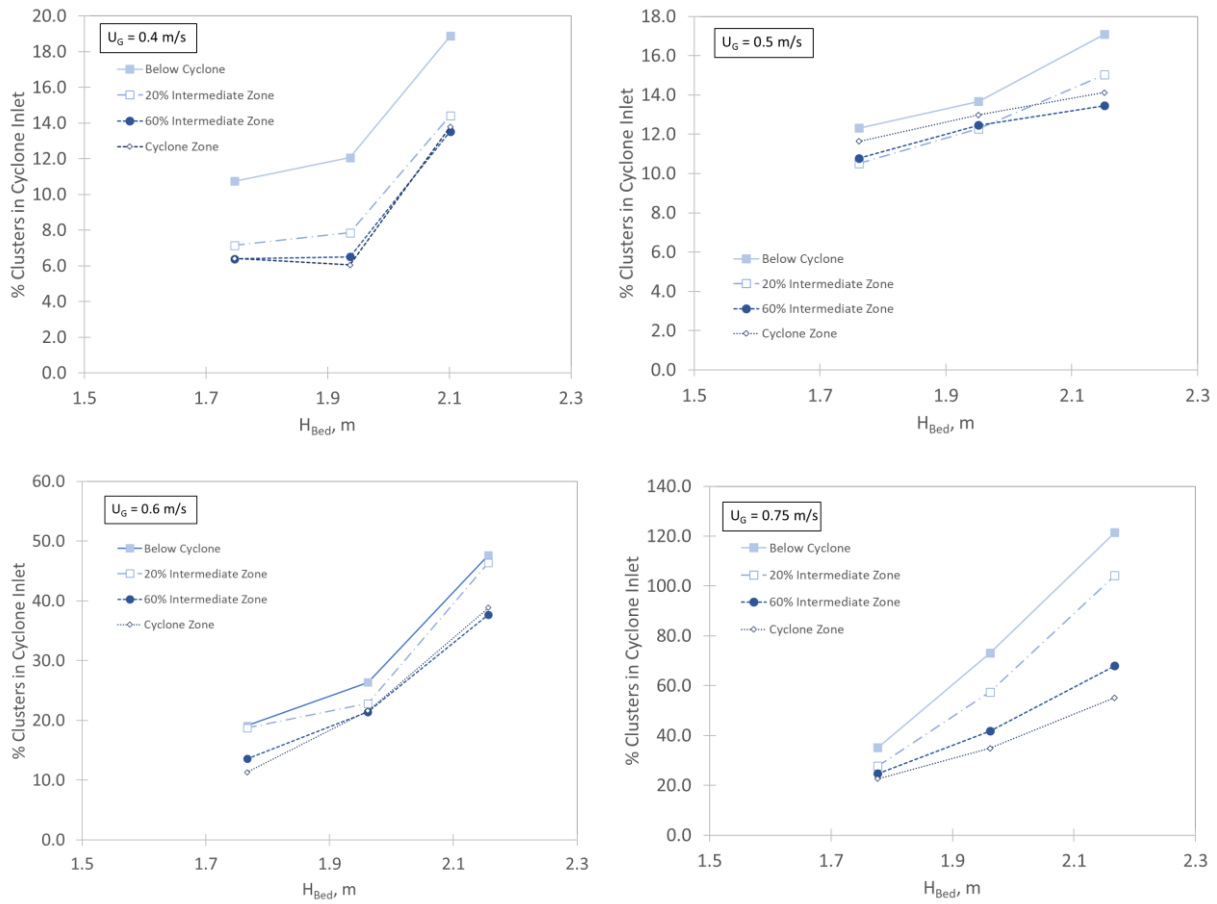 20.0
18.0
16.0
14.0
12.0
10.0
8.0
6.0
4.0
2.0
0.0
% Clusters in Cyclone Inlet
U_G = 0.4 m/s
Below Cyclone
20% Intermediate Zone
60% Intermediate Zone
Cyclone Zone
1.5 1.7 1.9 2.1 2.3
H_Bed, m
18.0
16.0
14.0
12.0
10.0
8.0
6.0
4.0
2.0
0.0
% Clusters in Cyclone Inlet
U_G = 0.5 m/s
Below Cyclone
20% Intermediate Zone
60% Intermediate Zone
Cyclone Zone
1.5 1.7 1.9 2.1 2.3
H_Bed, m
60.0
50.0
40.0
30.0
20.0
10.0
0.0
% Clusters in Cyclone Inlet
U_G = 0.6 m/s
Below Cyclone
20% Intermediate Zone
60% Intermediate Zone
Cyclone Zone
1.5 1.7 1.9 2.1 2.3
H_Bed, m
140.0
120.0
100.0
80.0
60.0
40.0
20.0
0.0
% Clusters in Cyclone Inlet
U_G = 0.75 m/s
Below Cyclone
20% Intermediate Zone
60% Intermediate Zone
Cyclone Zone
1.5 1.7 1.9 2.1 2.3
H_Bed, m